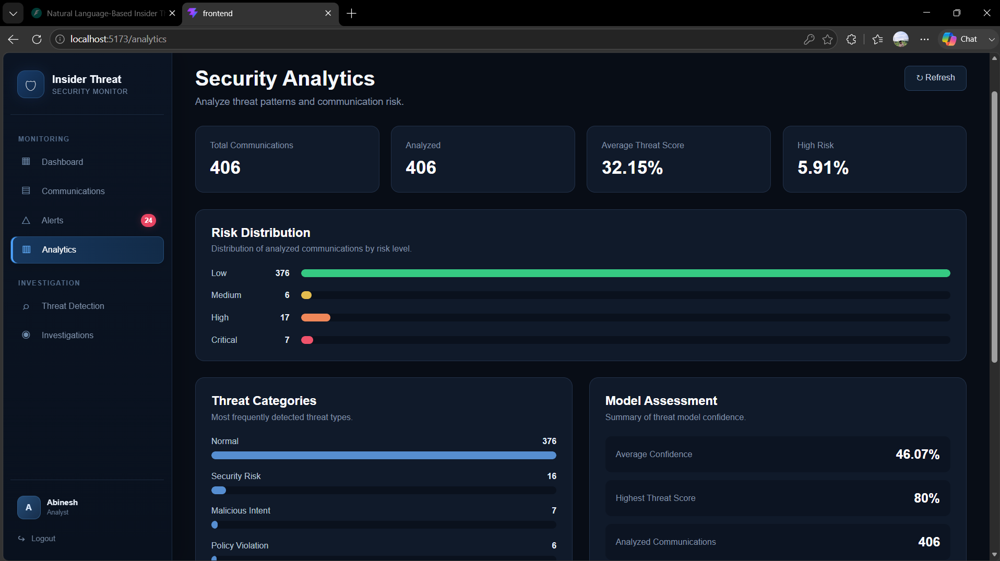 Natural Language-Based Insider
frontend
localhost:5173/analytics
Chat
Insider Threat
SECURITY MONITOR
MONITORING
Dashboard
Communications
Alerts
24
Analytics
INVESTIGATION
Threat Detection
Investigations
A
Abinesh
Analyst
Logout
Security Analytics
Analyze threat patterns and communication risk.
↻ Refresh
Total Communications
406
Analyzed
406
Average Threat Score
32.15%
High Risk
5.91%
Risk Distribution
Distribution of analyzed communications by risk level.
Low 376
Medium 6
High 17
Critical 7
Threat Categories
Most frequently detected threat types.
Normal 376
Security Risk 16
Malicious Intent 7
Policy Violation 6
Model Assessment
Summary of threat model confidence.
Average Confidence 46.07%
Highest Threat Score 80%
Analyzed Communications 406